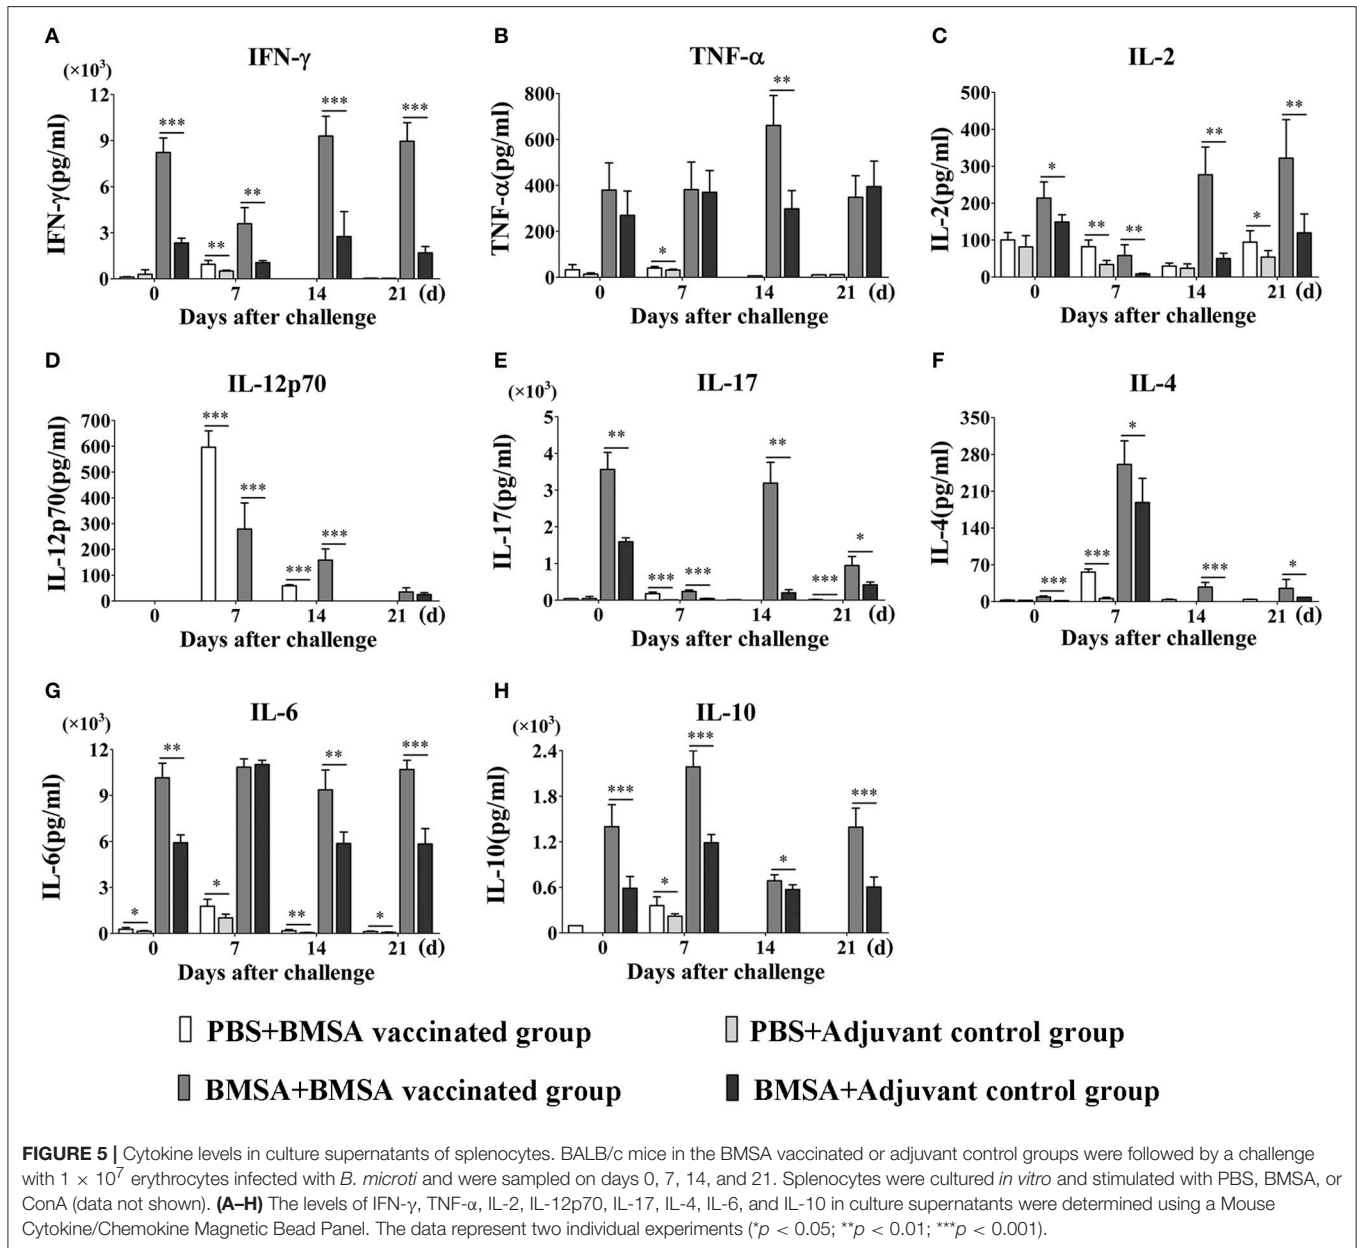 A
IFN-γ
(×10³)
IFN-γ(pg/ml)
12
9
6
3
0
***
**
**
***
***
0 7 14 21 (d)
Days after challenge
B
TNF-α
TNF-α(pg/ml)
800
600
400
200
0
*
**
0 7 14 21 (d)
Days after challenge
C
IL-2
IL-2(pg/ml)
500
400
300
200
100
0
*
**
**
**
*
**
0 7 14 21 (d)
Days after challenge
D
IL-12p70
IL-12p70(pg/ml)
700
600
500
400
300
200
100
0
***
***
***
***
0 7 14 21 (d)
Days after challenge
E
IL-17
(×10³)
IL-17(pg/ml)
5
4
3
2
1
0
**
***
***
**
***
*
0 7 14 21 (d)
Days after challenge
F
IL-4
IL-4(pg/ml)
350
280
210
140
70
0
***
***
*
***
*
0 7 14 21 (d)
Days after challenge
G
IL-6
(×10³)
IL-6(pg/ml)
12
9
6
3
0
*
**
*
**
**
*
***
0 7 14 21 (d)
Days after challenge
H
IL-10
(×10³)
IL-10(pg/ml)
2.4
1.8
1.2
0.6
0
***
*
***
*
***
0 7 14 21 (d)
Days after challenge
PBS+BMSA vaccinated group
PBS+Adjuvant control group
BMSA+BMSA vaccinated group
BMSA+Adjuvant control group
FIGURE 5 | Cytokine levels in culture supernatants of splenocytes. BALB/c mice in the BMSA vaccinated or adjuvant control groups were followed by a challenge
with 1 × 10⁷ erythrocytes infected with B. microti and were sampled on days 0, 7, 14, and 21. Splenocytes were cultured in vitro and stimulated with PBS, BMSA, or
ConA (data not shown). (A–H) The levels of IFN-γ, TNF-α, IL-2, IL-12p70, IL-17, IL-4, IL-6, and IL-10 in culture supernatants were determined using a Mouse
Cytokine/Chemokine Magnetic Bead Panel. The data represent two individual experiments (*p < 0.05; **p < 0.01; ***p < 0.001).